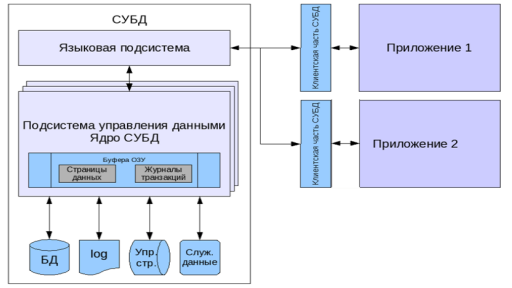 СУБД
Языковая подсистема
Клиентская часть СУБД
Приложение 1
Подсистема управления данными
Ядро СУБД
Буфера ОЗУ
Страницы
данных
Журналы
транзакций
Клиентская часть СУБД
Приложение 2
БД
log
Упр.
стр.
Служ.
данные